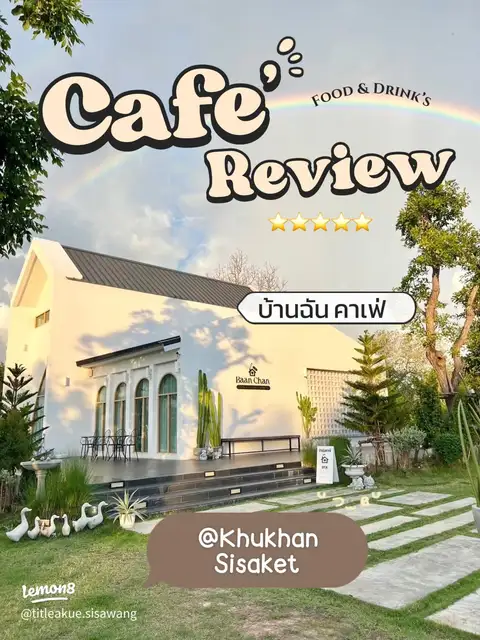 Cafe'
FOOD & DRINK'S
Review
บ้านฉัน คาเฟ่
Baan Chan
@Khukhan
Sisaket
lemon8
@titleakue.sisawang